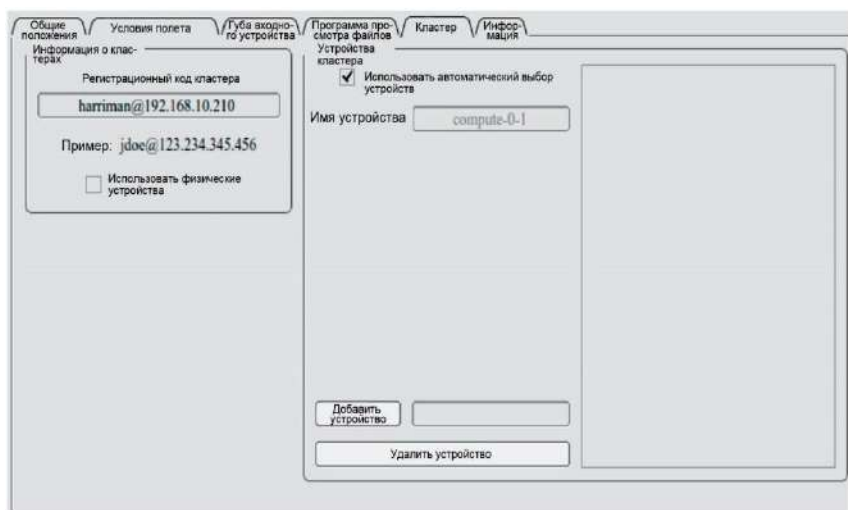 Общие
положения
Условия полета
Губа входно-
го устройства
Программа про-
смотра файлов
Кластер
Инфор-
мация
Информация о клас-
терах
Регистрационный код кластера
harriman@192.168.10.210
Пример: jdoe@123.234.345.456
Использовать физические
устройства
Устройства
кластера
Использовать автоматический выбор
устройств
Имя устройства compute-0-1
Добавить
устройство
Удалить устройство